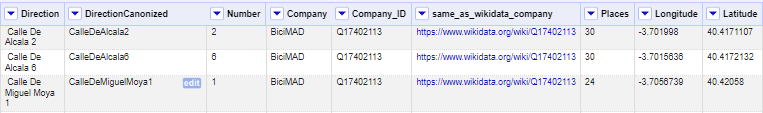 Direction DirectionCanonized Number Company Company_ID same_as_wikidata_company Places Longitude Latitude
Calle De Alcala 2 CalleDeAlcala2 2 BiciMAD Q17402113 https://www.wikidata.org/wiki/Q17402113 30 -3.701998 40.4171107
Calle De Alcala 6 CalleDeAlcala6 6 BiciMAD Q17402113 https://www.wikidata.org/wiki/Q17402113 30 -3.7015636 40.4172132
Calle De Miguel Moya 1 CalleDeMiguelMoya1 edit 1 BiciMAD Q17402113 https://www.wikidata.org/wiki/Q17402113 24 -3.7056739 40.42058